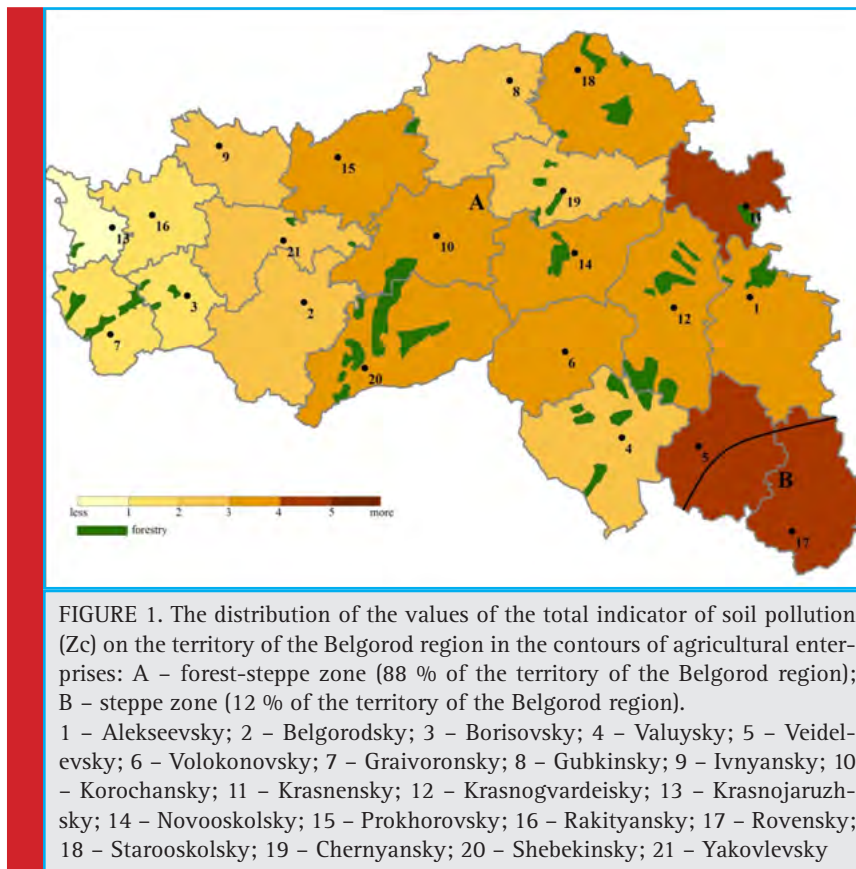 18
8
9
15
19
A
16
13
10
21
14
3
2
12
1
7
6
20
4
5
B
17
less 1 2 3 4 5 more
forestry
FIGURE 1. The distribution of the values of the total indicator of soil pollution
(Zc) on the territory of the Belgorod region in the contours of agricultural enter-
prises: A – forest-steppe zone (88 % of the territory of the Belgorod region);
B – steppe zone (12 % of the territory of the Belgorod region).
1 – Alekseevsky; 2 – Belgorodsky; 3 – Borisovsky; 4 – Valuysky; 5 – Veidel-
evsky; 6 – Volokonovsky; 7 – Graivoronsky; 8 – Gubkinsky; 9 – Ivnyansky; 10
– Korochansky; 11 – Krasnensky; 12 – Krasnogvardeisky; 13 – Krasnojaruzh-
sky; 14 – Novooskolsky; 15 – Prokhorovsky; 16 – Rakityansky; 17 – Rovensky;
18 – Starooskolsky; 19 – Chernyansky; 20 – Shebekinsky; 21 – Yakovlevsky